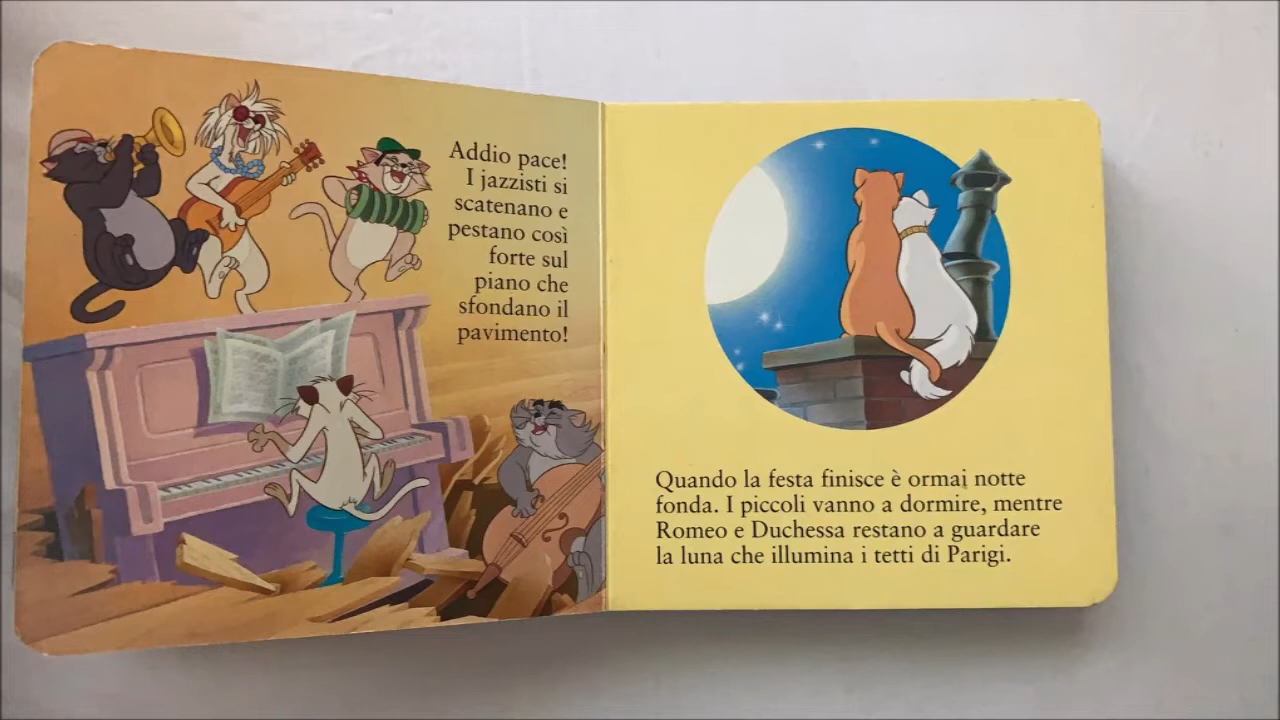 Addio pace!
I jazzisti si
scatenano e
pestano così
forte sul
piano che
sfondano il
pavimento!
Quando la festa finisce è ormai notte
fonda. I piccoli vanno a dormire, mentre
Romeo e Duchessa restano a guardare
la luna che illumina i tetti di Parigi.